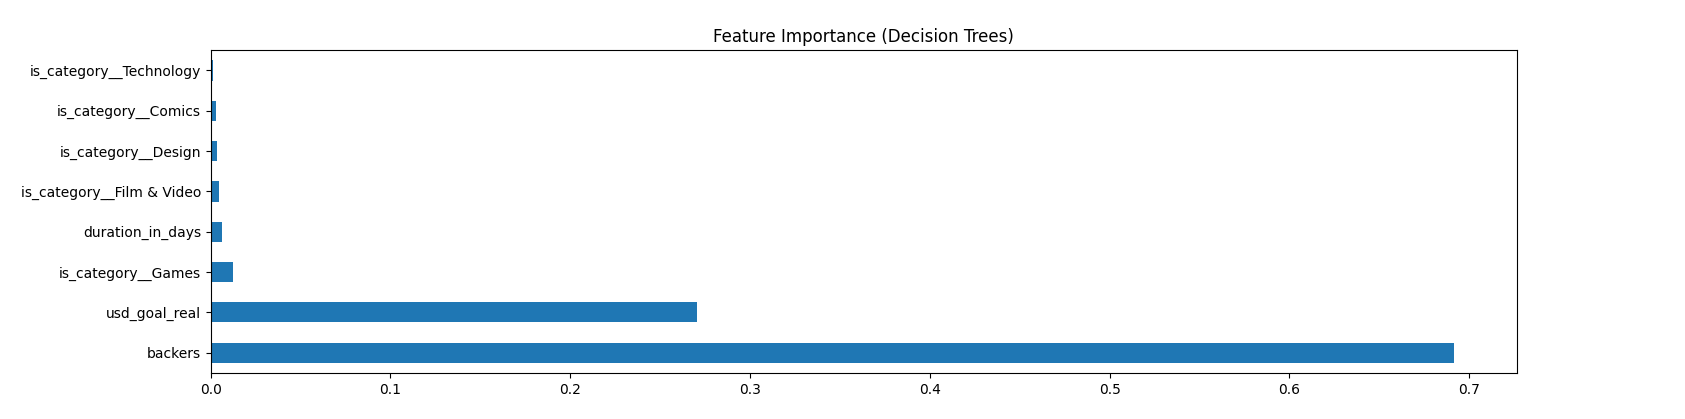 Feature Importance (Decision Trees)
is_category__Technology
is_category__Comics
is_category__Design
is_category__Film & Video
duration_in_days
is_category__Games
usd_goal_real
backers
0.0 0.1 0.2 0.3 0.4 0.5 0.6 0.7